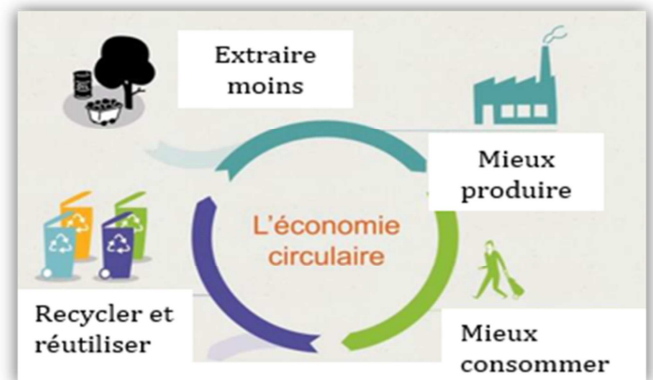 Extraire
moins
Mieux
produire
L'économie
circulaire
Recycler et
réutiliser
Mieux
consommer